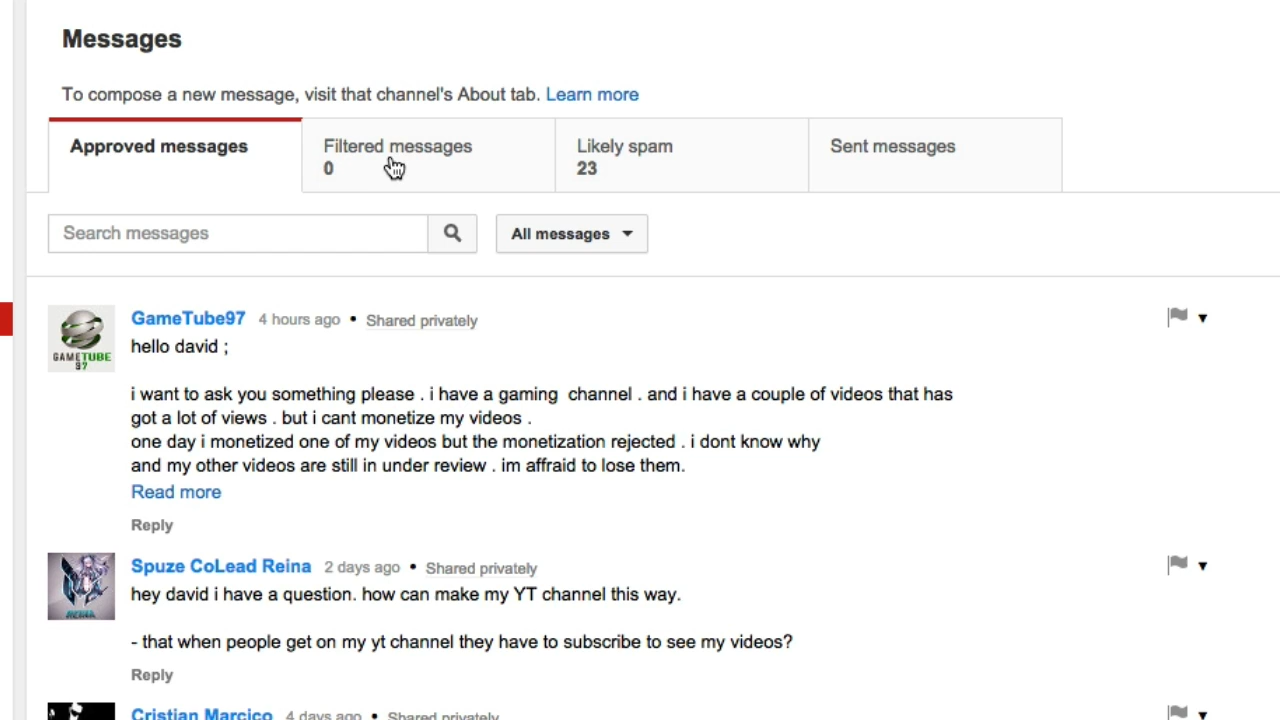 Messages
To compose a new message, visit that channel's About tab. Learn more
Approved messages
Filtered messages
0
Likely spam
23
Sent messages
Search messages
All messages
GAMETUBE
97
GameTube97 4 hours ago • Shared privately
hello david ;
i want to ask you something please . i have a gaming channel . and i have a couple of videos that has
got a lot of views . but i cant monetize my videos .
one day i monetized one of my videos but the monetization rejected . i dont know why
and my other videos are still in under review . im affraid to lose them.
Read more
Reply
REINA
Spuze CoLead Reina 2 days ago • Shared privately
hey david i have a question. how can make my YT channel this way.
- that when people get on my yt channel they have to subscribe to see my videos?
Reply
Cristian Marcico 4 days ago • Shared privately